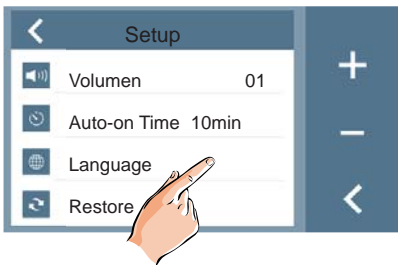 Setup
Volumen 01
Auto-on Time 10min
Language
Restore